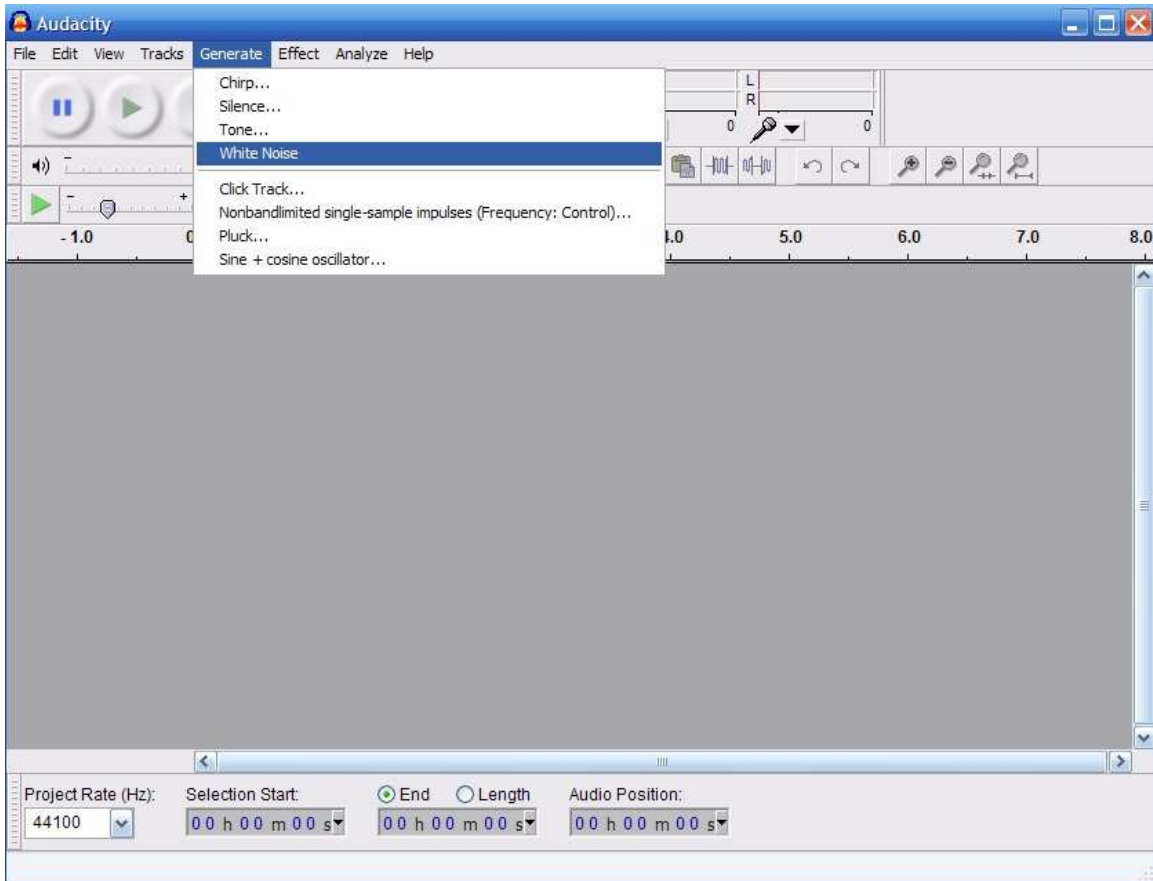 Audacity
File Edit View Tracks Generate Effect Analyze Help
Chirp...
Silence...
Tone...
White Noise
Click Track...
Nonbandlimited single-sample impulses (Frequency: Control)...
Pluck...
Sine + cosine oscillator...
L
R
0 0
- +
- 1.0 5.0 6.0 7.0 8.0
Project Rate (Hz): Selection Start: End Length Audio Position:
44100 00 h 00 m 00 s 00 h 00 m 00 s 00 h 00 m 00 s